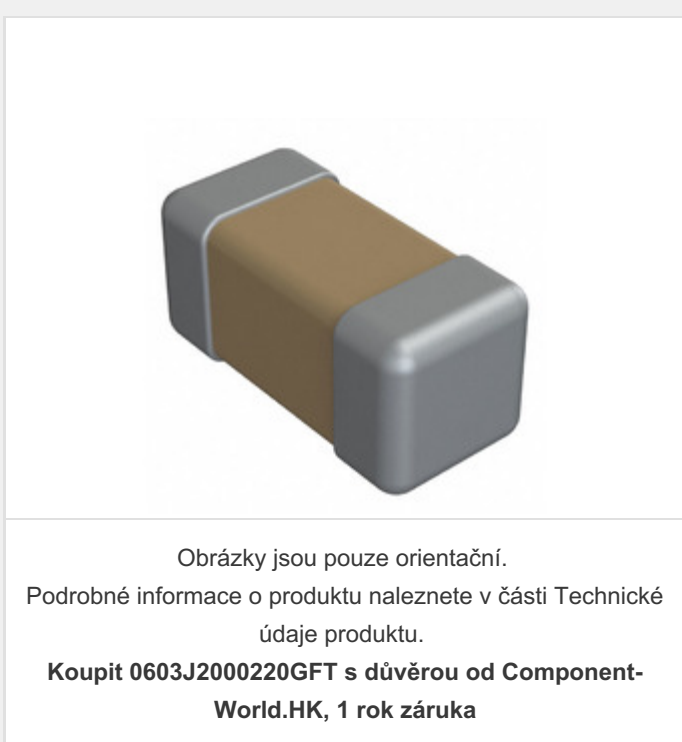 Obrázky jsou pouze orientační.
Podrobné informace o produktu naleznete v části Technické
údaje produktu.
Koupit 0603J2000220GFT s důvěrou od Component-
World.HK, 1 rok záruka